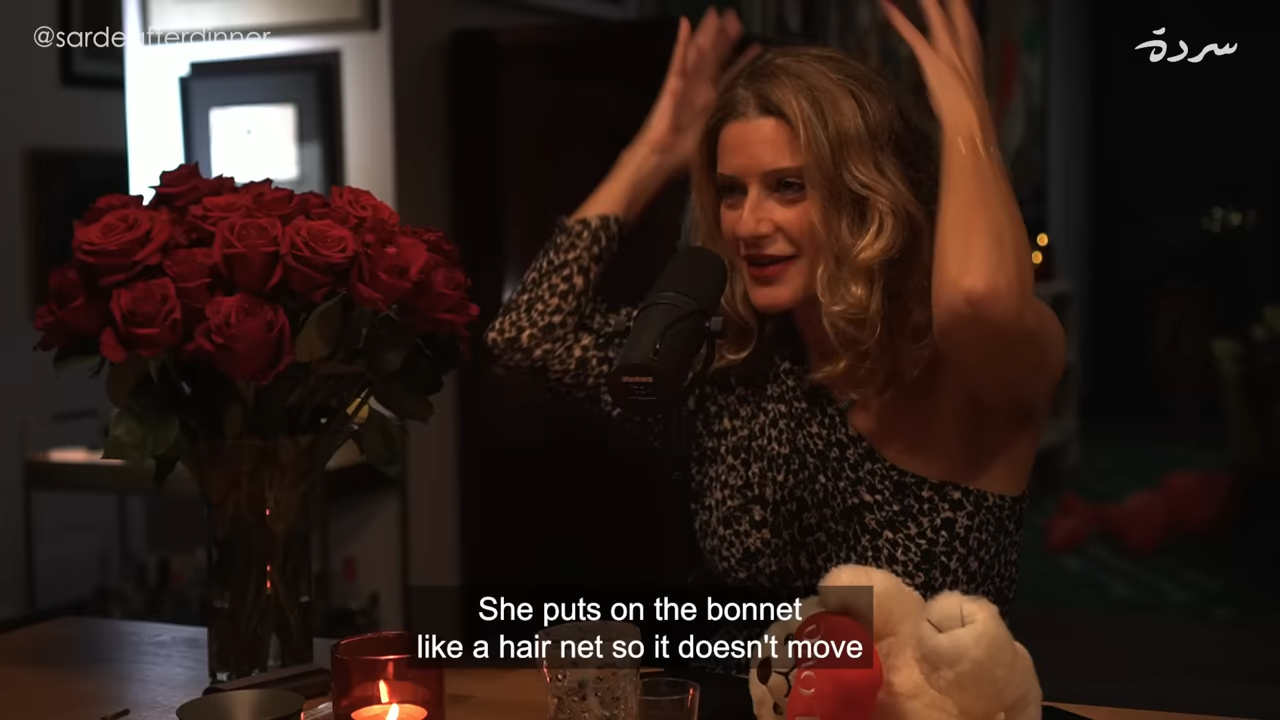 @sardeafterdinner
سردة
She puts on the bonnet
like a hair net so it doesn't move